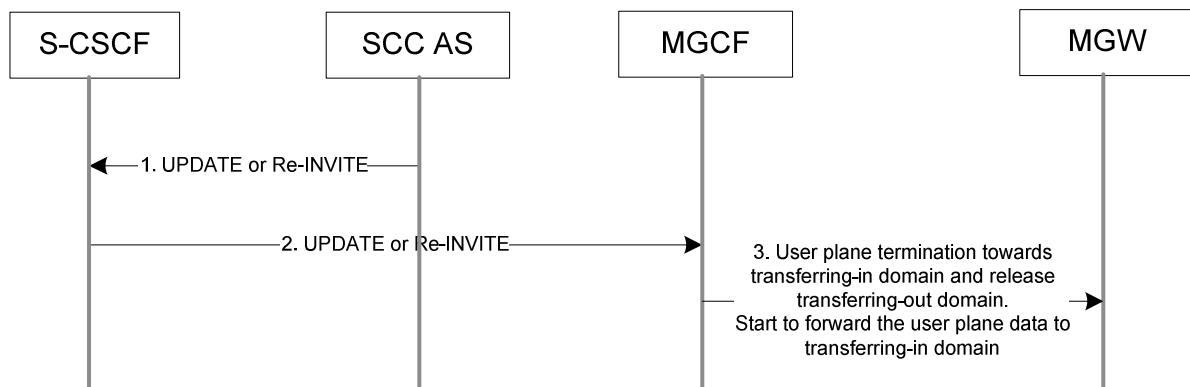 S-CSCF
SCC AS
MGCF
MGW
1. UPDATE or Re-INVITE
2. UPDATE or Re-INVITE
3. User plane termination towards
transferring-in domain and release
transferring-out domain.
Start to forward the user plane data to
transferring-in domain